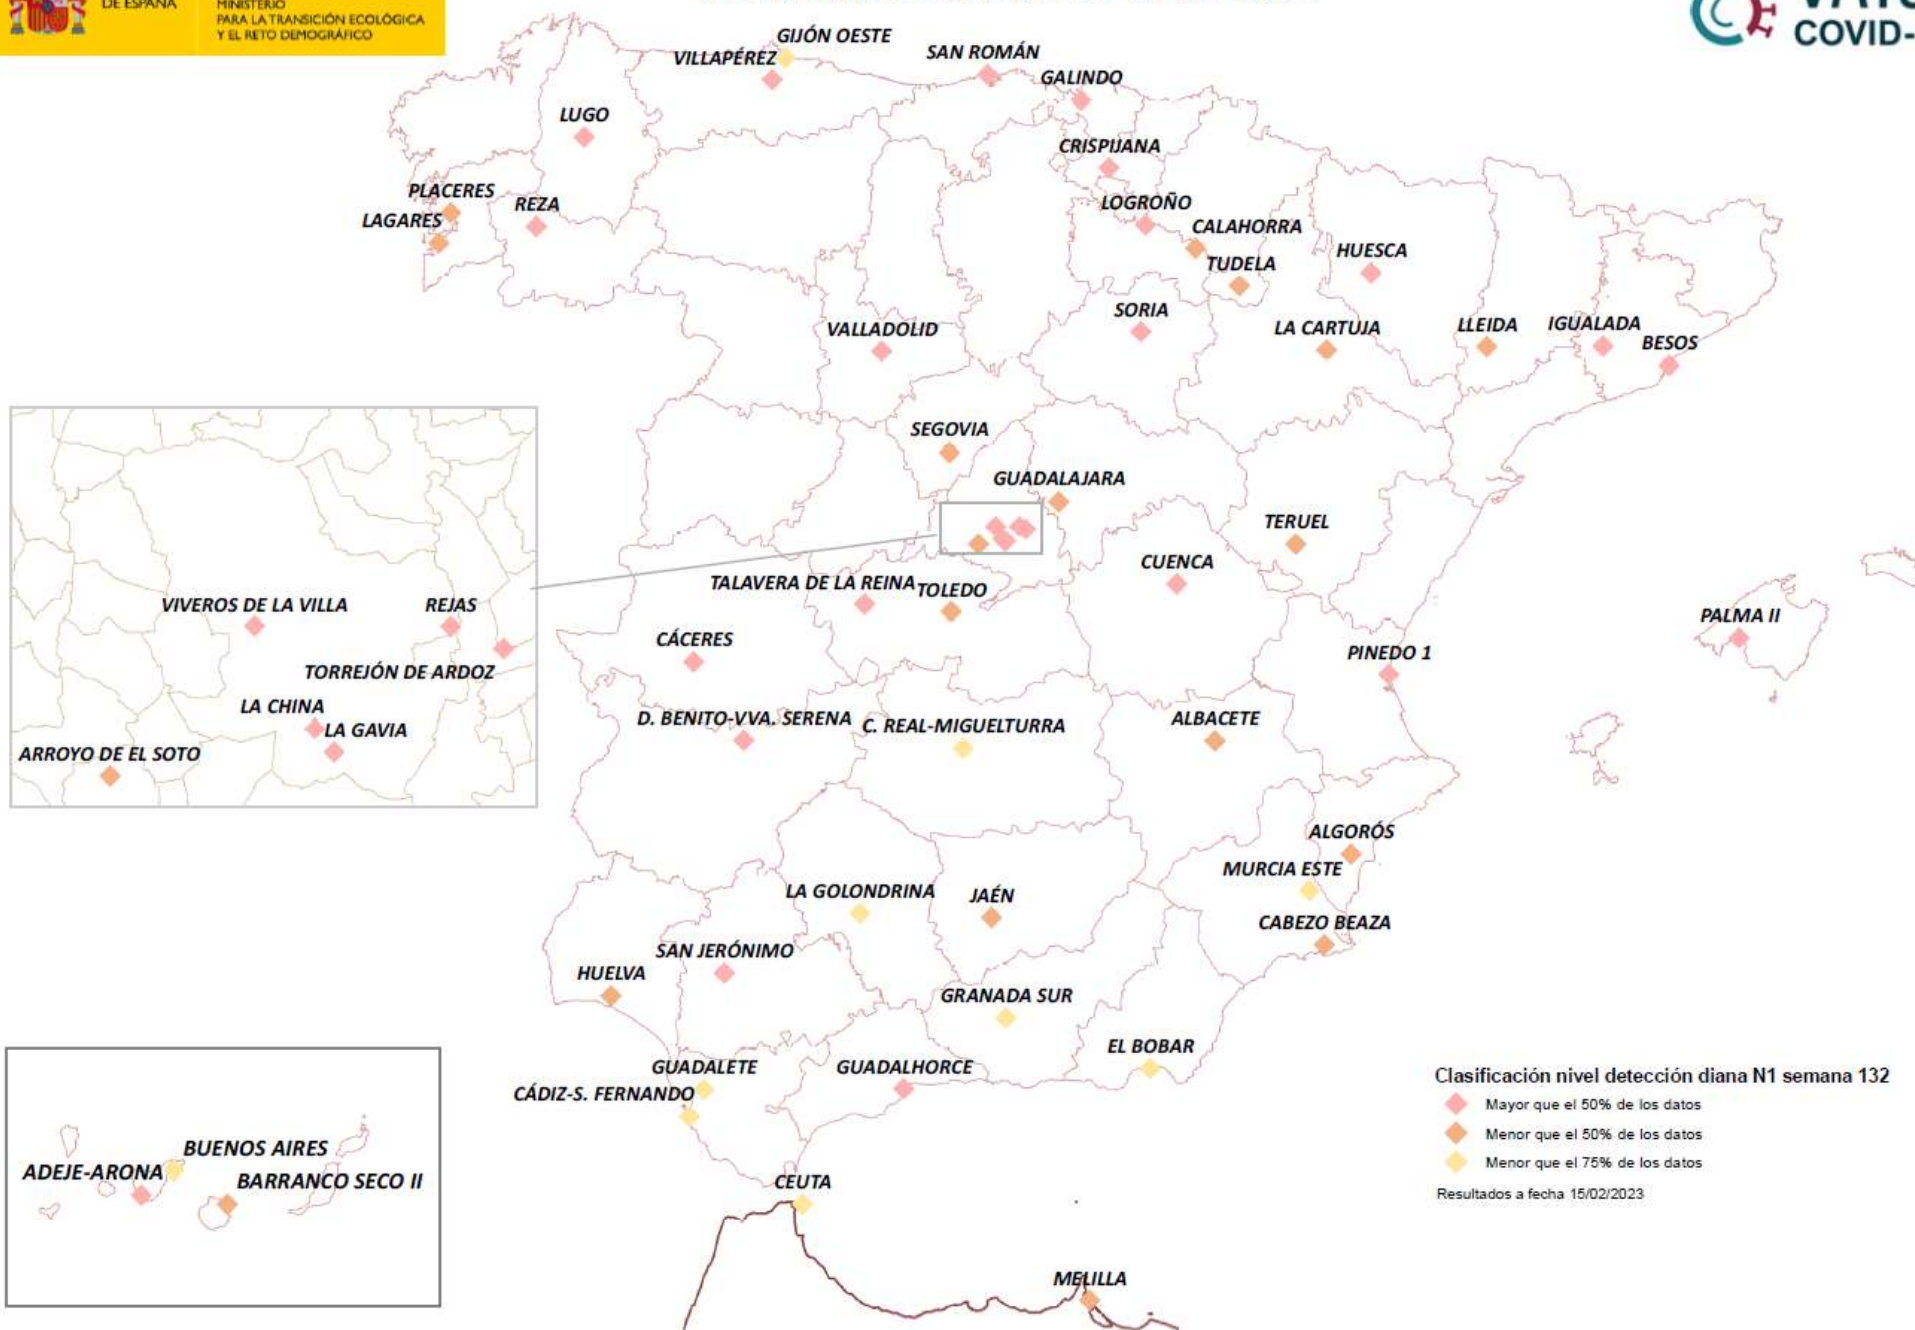 DE ESPAÑA
MINISTERIO
PARA LA TRANSICIÓN ECOLÓGICA
Y EL RETO DEMOGRÁFICO
COVID-
GIJÓN OESTE
VILLAPÉREZ
SAN ROMÁN
GALINDO
LUGO
CRISPIJANA
PLACERES
REZA
LAGARES
LOGROÑO
CALAHORRA
HUESCA
TUDELA
SORIA
VALLADOLID
LA CARTUJA
LLEIDA
IGUALADA
BESOS
SEGOVIA
GUADALAJARA
TERUEL
CUENCA
TALAVERA DE LA REINA
TOLEDO
VIVEROS DE LA VILLA
REJAS
PALMA II
CÁCERES
PINEDO 1
TORREJÓN DE ARDOZ
LA CHINA
LA GAVIA
D. BENITO-VVA. SERENA
C. REAL-MIGUELTURRA
ALBACETE
ARROYO DE EL SOTO
ALGORÓS
MURCIA ESTE
LA GOLONDRINA
JAÉN
CABEZO BEAZA
SAN JERÓNIMO
HUELVA
GRANADA SUR
EL BOBAR
GUADALETE
GUADALHORCE
CÁDIZ-S. FERNANDO
Clasificación nivel detección diana N1 semana 132
Mayor que el 50% de los datos
Menor que el 50% de los datos
Menor que el 75% de los datos
Resultados a fecha 15/02/2023
BUENOS AIRES
ADEJE-ARONA
BARRANCO SECO II
CEUTA
MELILLA